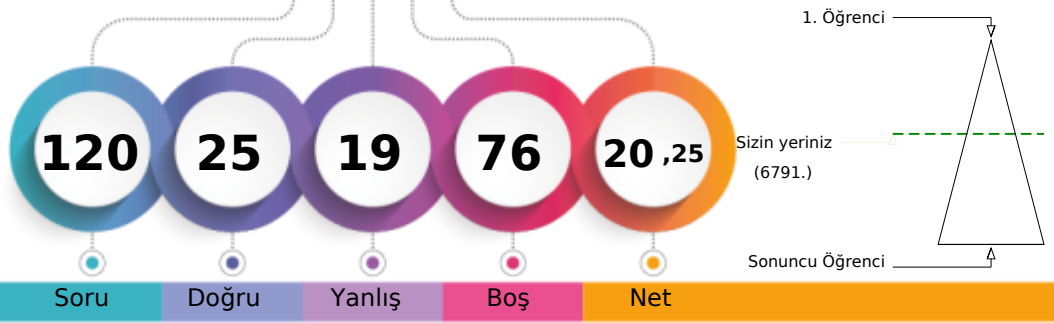 120 25 19 76 20 ,25
Soru Doğru Yanlış Boş Net
1. Öğrenci
Sizin yeriniz
(6791.)
Sonuncu Öğrenci